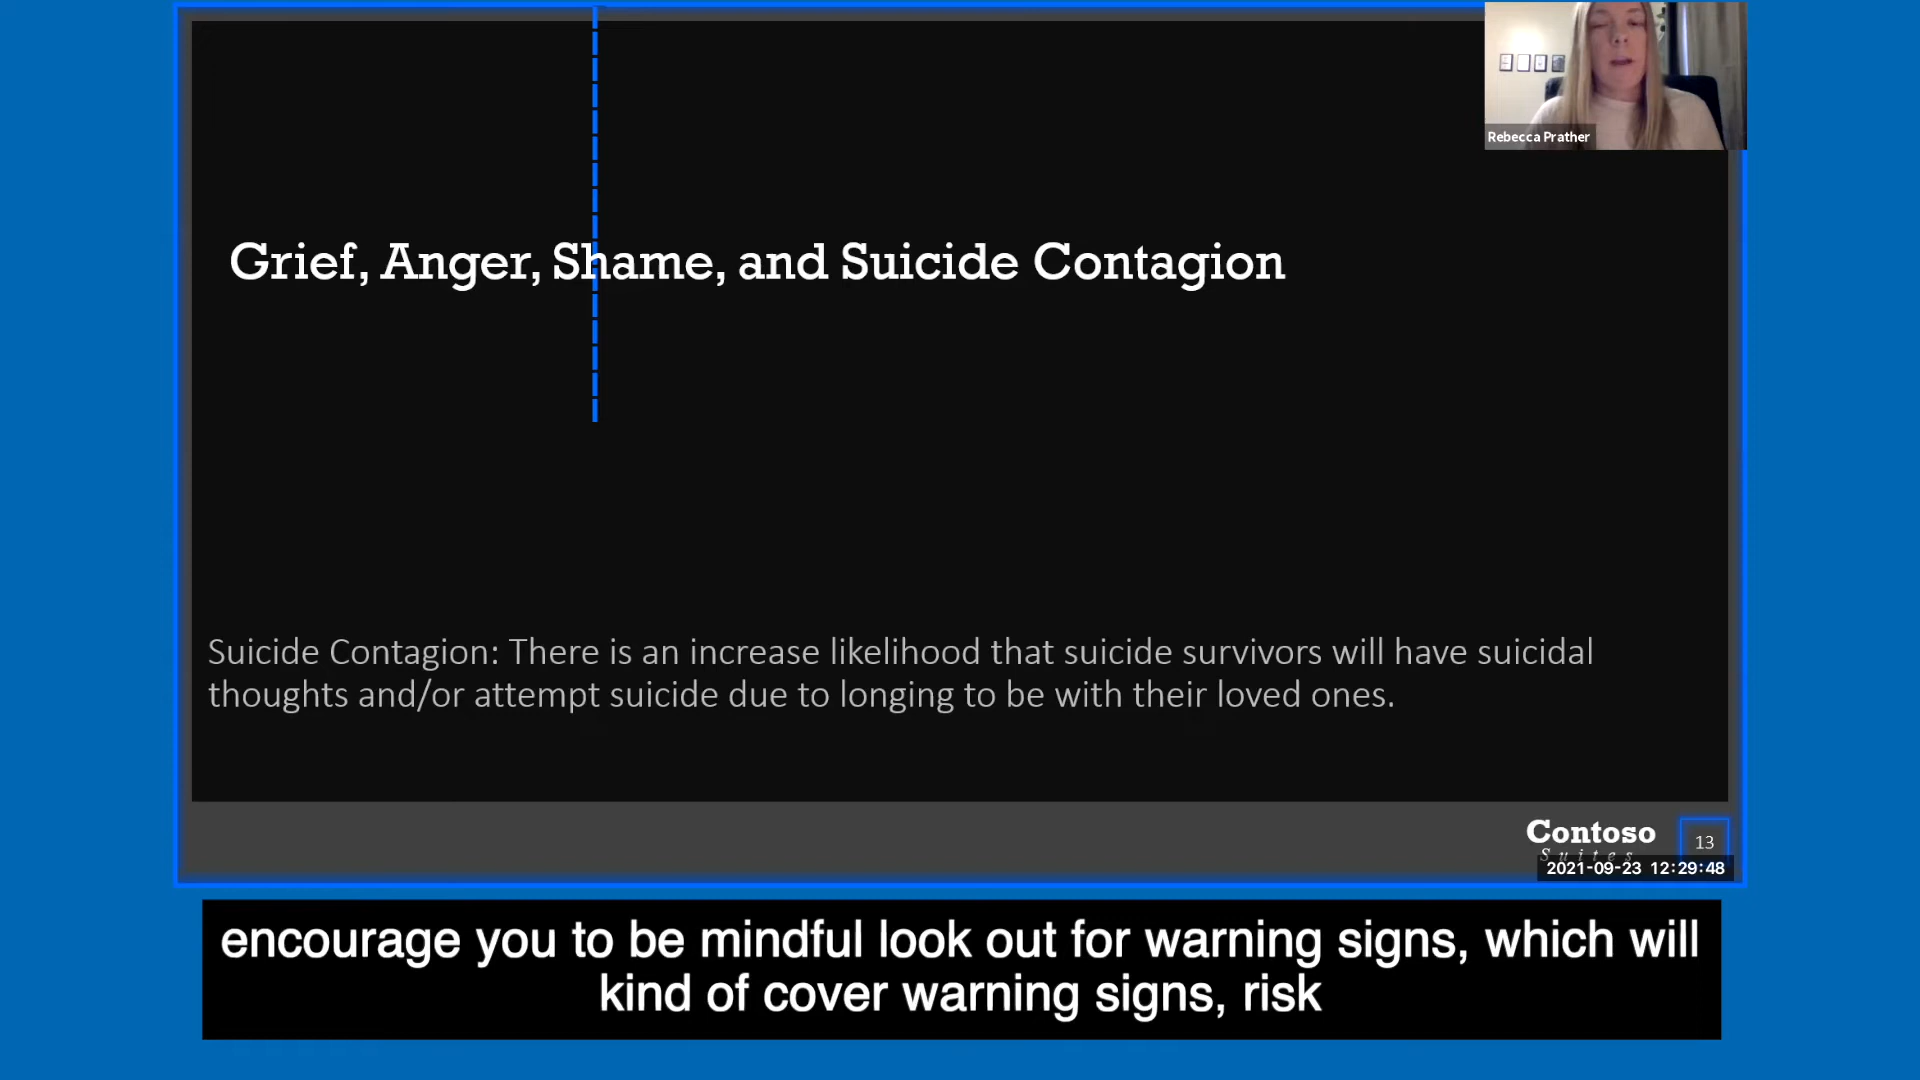 Rebecca Prather
Grief, Anger, Shame, and Suicide Contagion
Suicide Contagion: There is an increase likelihood that suicide survivors will have suicidal
thoughts and/or attempt suicide due to longing to be with their loved ones.
Contoso
Suites
13
2021-09-23 12:29:48
encourage you to be mindful look out for warning signs, which will
kind of cover warning signs, risk